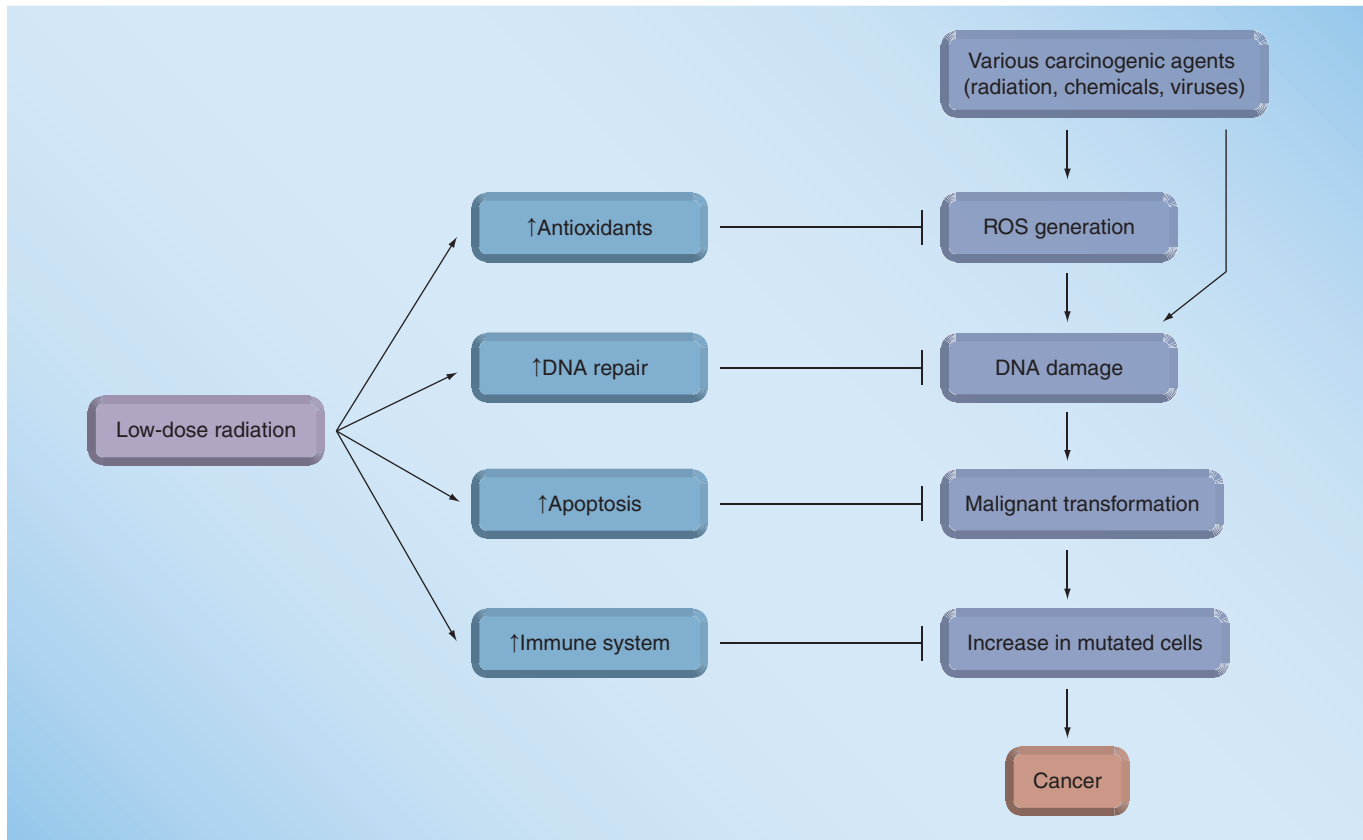 Various carcinogenic agents
(radiation, chemicals, viruses)
↑Antioxidants
ROS generation
↑DNA repair
DNA damage
Low-dose radiation
↑Apoptosis
Malignant transformation
↑Immune system
Increase in mutated cells
Cancer